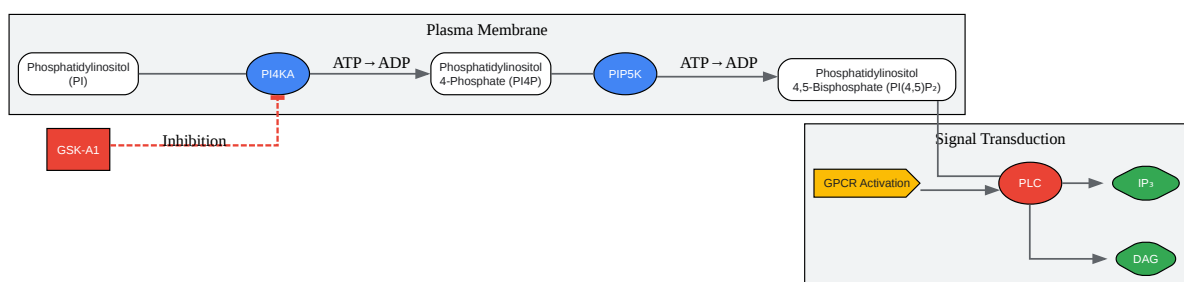 Plasma Membrane
Phosphatidylinositol
(PI)
PI4KA
ATP→ADP
Phosphatidylinositol
4-Phosphate (PI4P)
PIP5K
ATP→ADP
Phosphatidylinositol
4,5-Bisphosphate (PI(4,5)P₂)
GSK-A1
Inhibition
Signal Transduction
GPCR Activation
PLC
IP₃
DAG